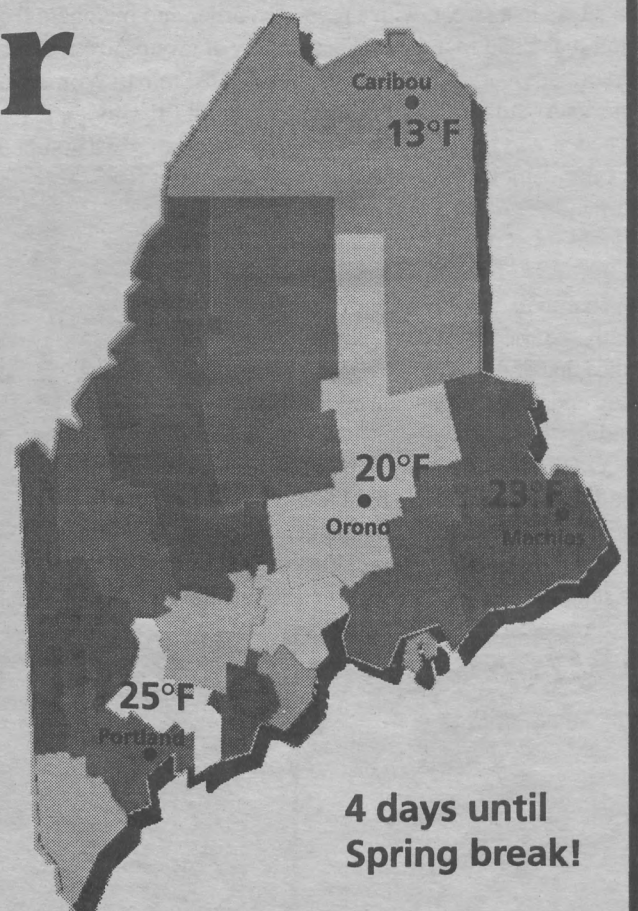 r
Caribou
13°F
20°F
Orono
23°F
Machias
25°F
Portland
4 days until
Spring break!